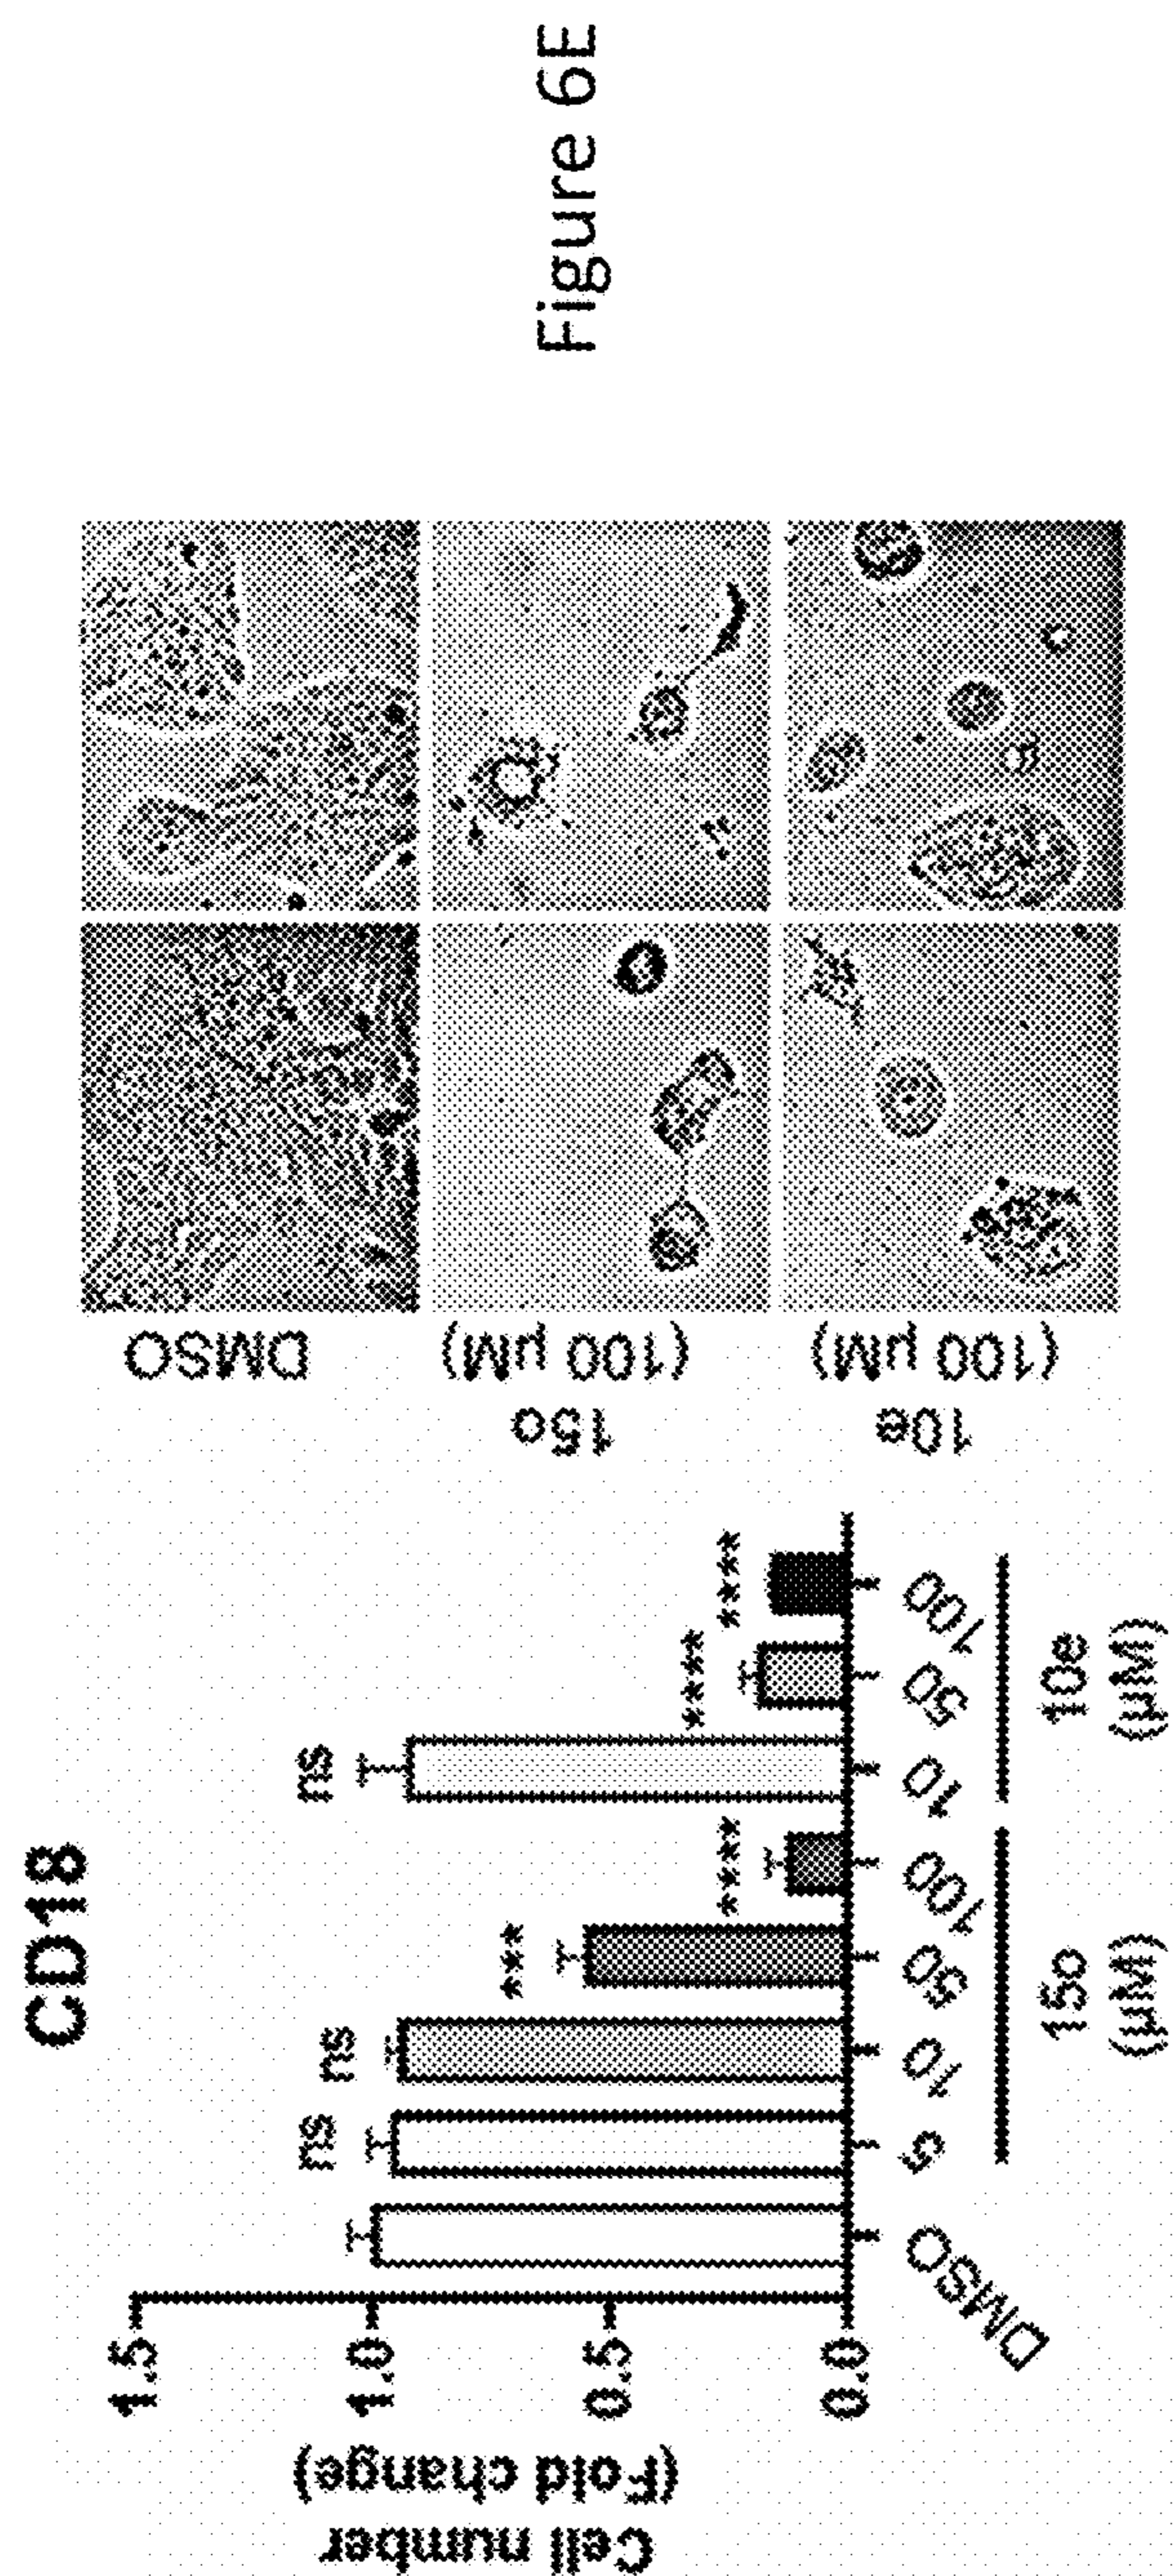 CD18
Cell number
(Fold change)
1.5
1.0
0.5
0.0
ns
ns
***
****
ns
****
****
DMSO
5
10
50
100
10
50
100
15o
(µM)
10e
(µM)
DMSO
15o
(100 µM)
10e
(100 µM)
Figure 6E